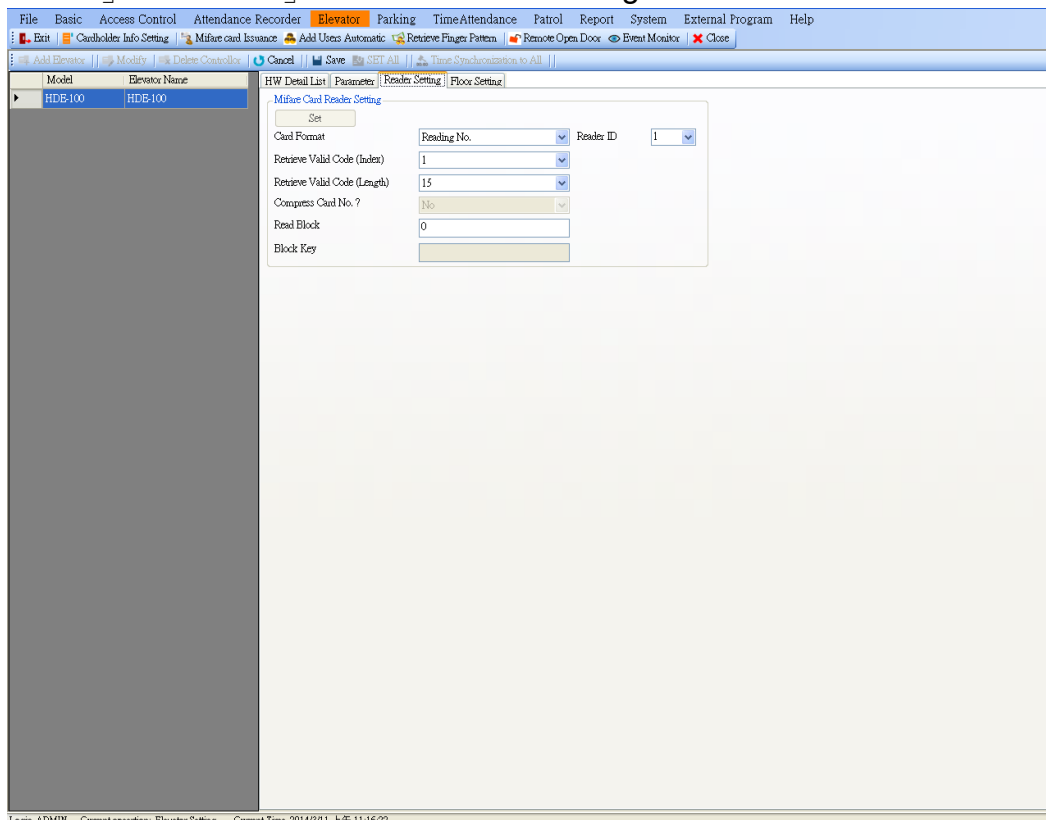 File Basic Access Control Attendance Recorder Elevator Parking TimeAttendance Patrol Report System External Program Help
Exit Cardholder Info Setting Mifare card Issuance Add Users Automatic Retrieve Finger Pattern Remote Open Door Event Monitor Close
Add Elevator Modify Delete Controllor Cancel Save SET All Time Synchronization to All
Model Elevator Name HW Detail List Parameter Reader Setting Floor Setting
HDE-100 HDE-100 Mifare Card Reader Setting
Set
Card Format Reading No. Reader ID 1
Retrieve Valid Code (Index) 1
Retrieve Valid Code (Length) 15
Compress Card No. ? No
Read Block 0
Block Key